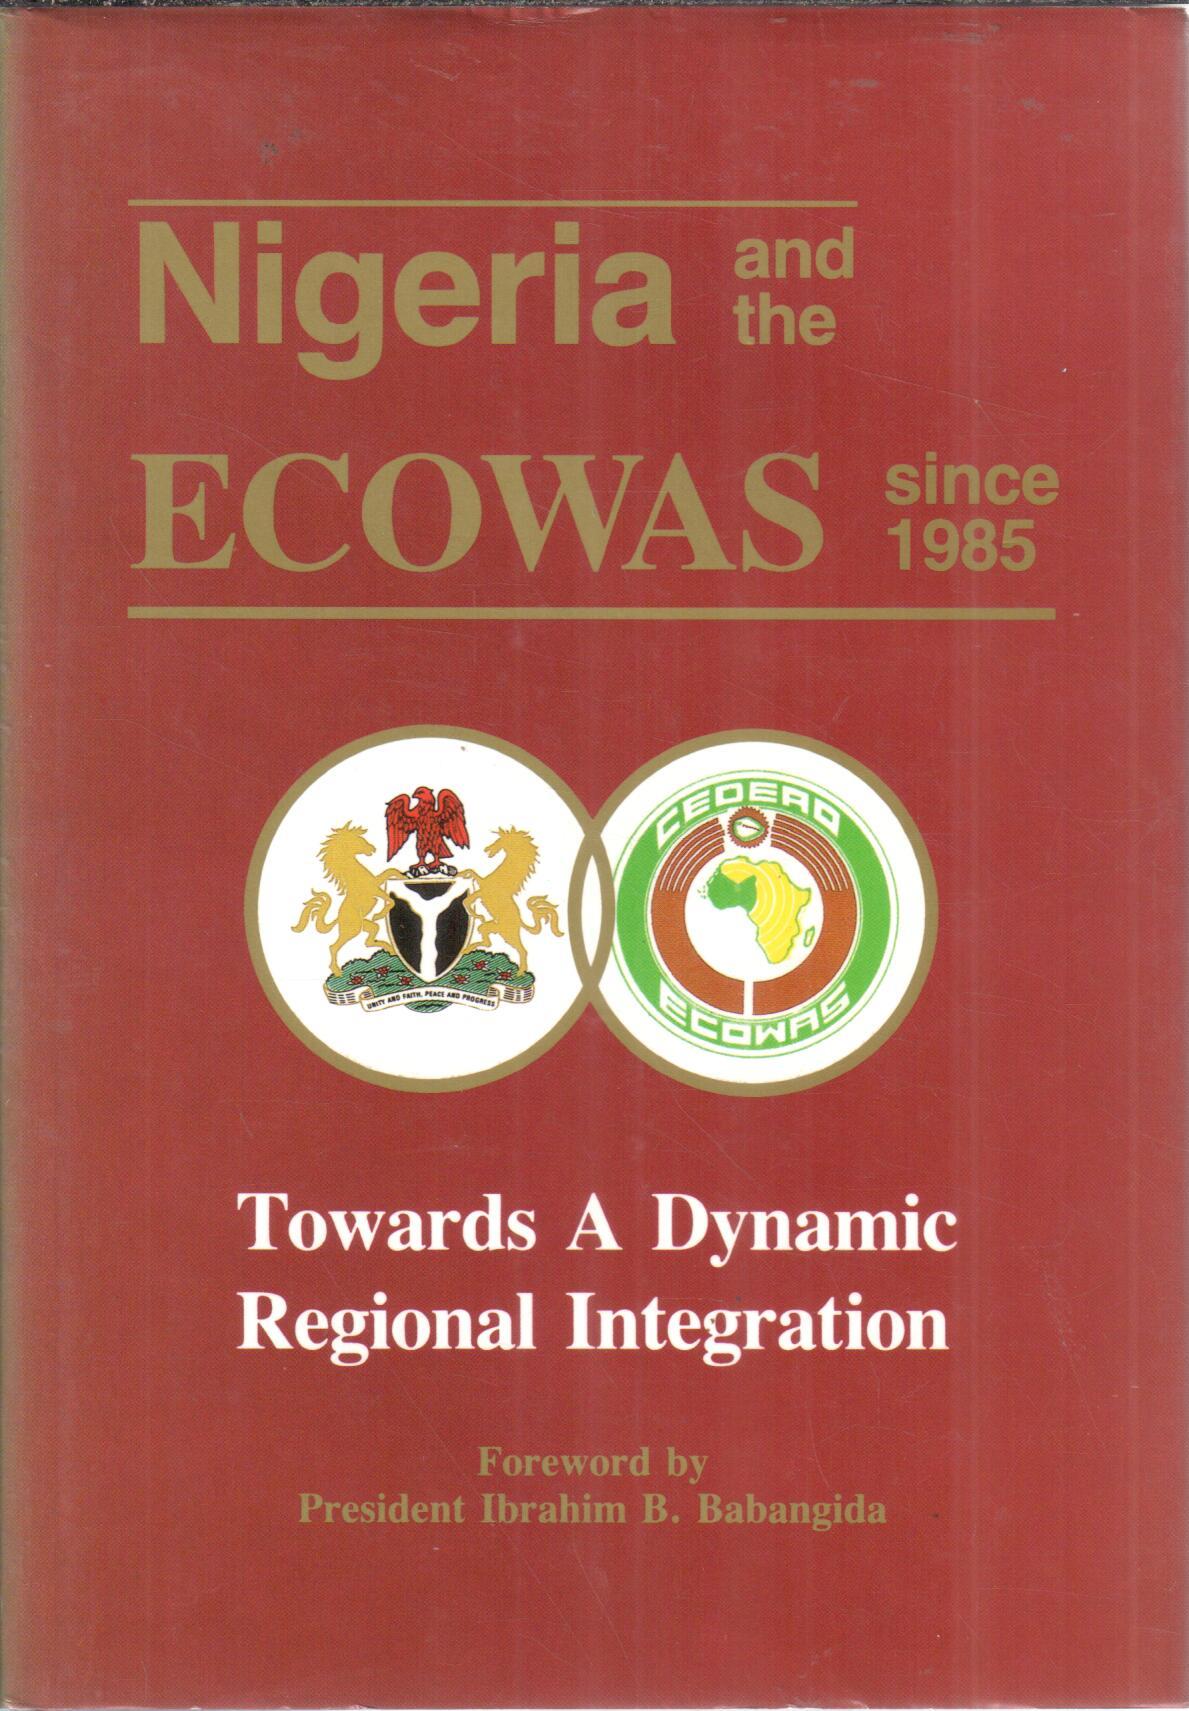 Nigeria and the
ECOWAS since 1985
UNITY AND FAITH, PEACE AND PROGRESS
CEDEAO
ECOWAS
Towards A Dynamic
Regional Integration
Foreword by
President Ibrahim B. Babangida